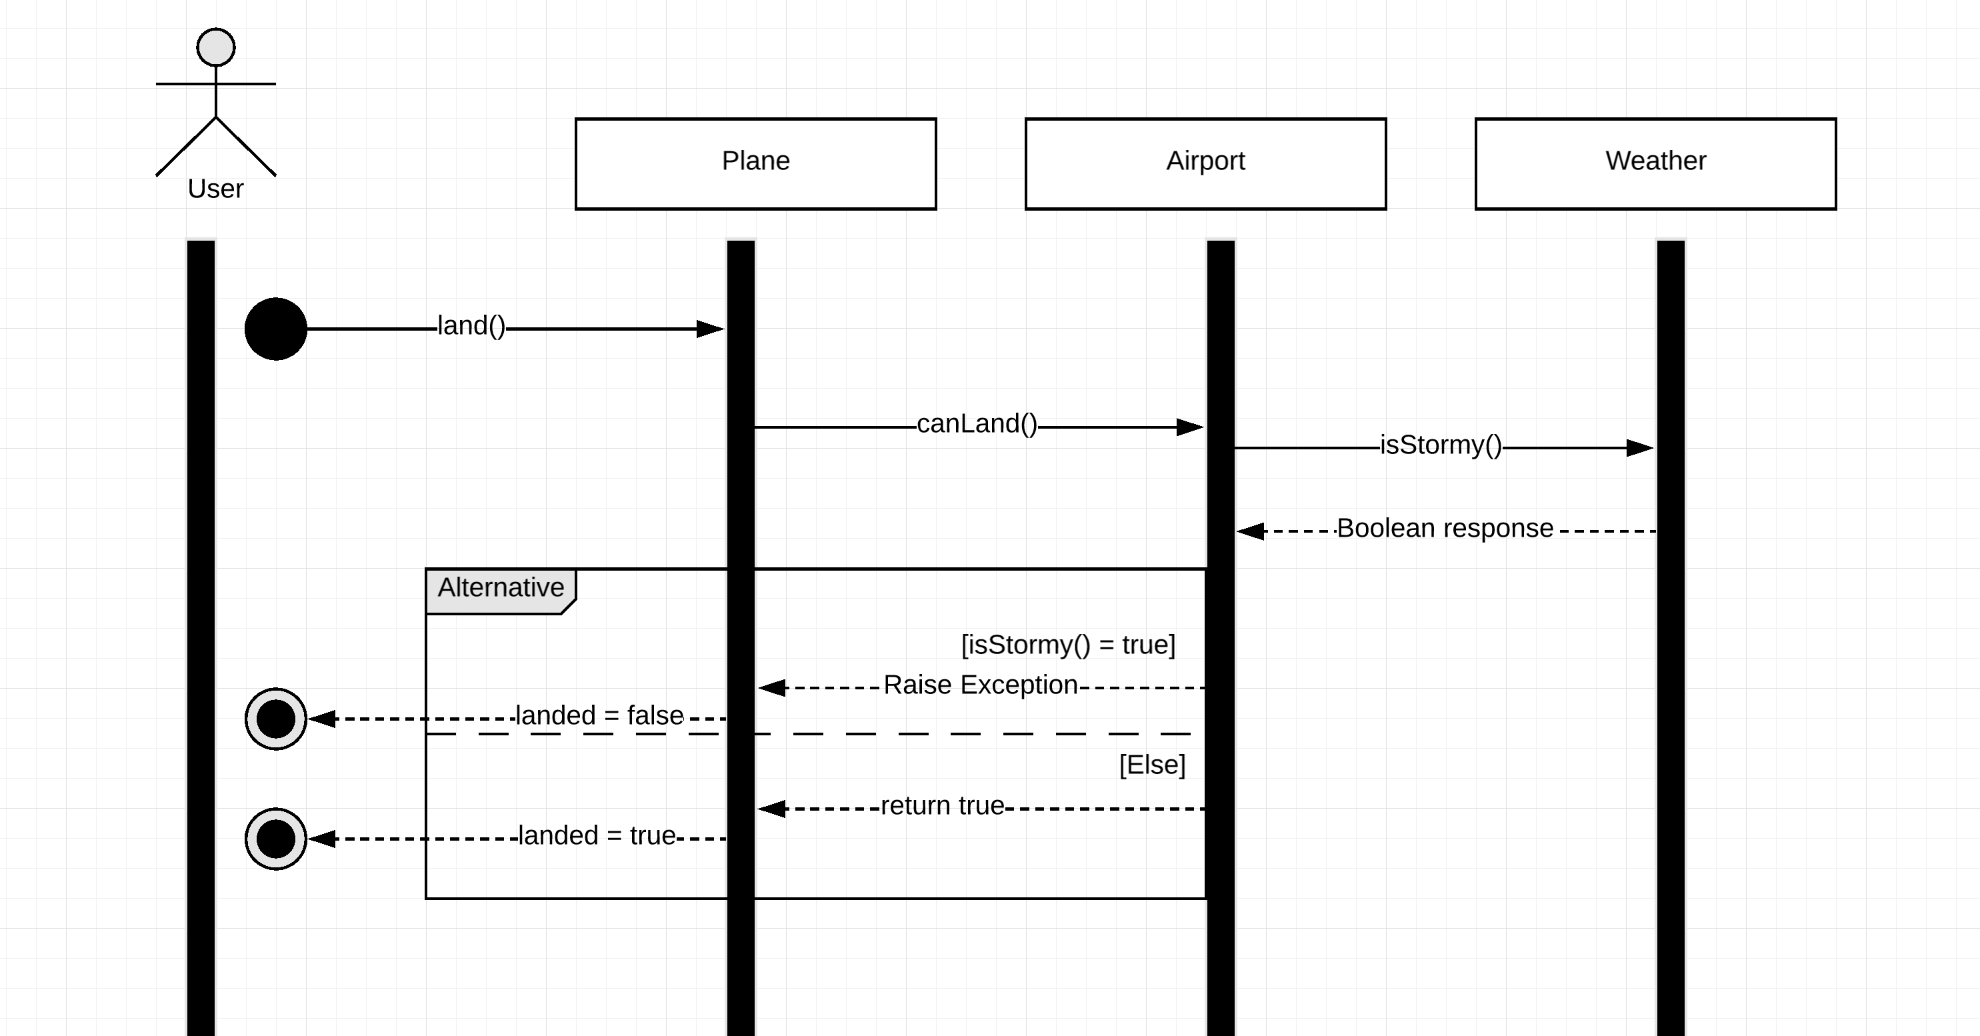 User
Plane
Airport
Weather
land()
canLand()
isStormy()
Boolean response
Alternative
[isStormy() = true]
Raise Exception
landed = false
[Else]
return true
landed = true